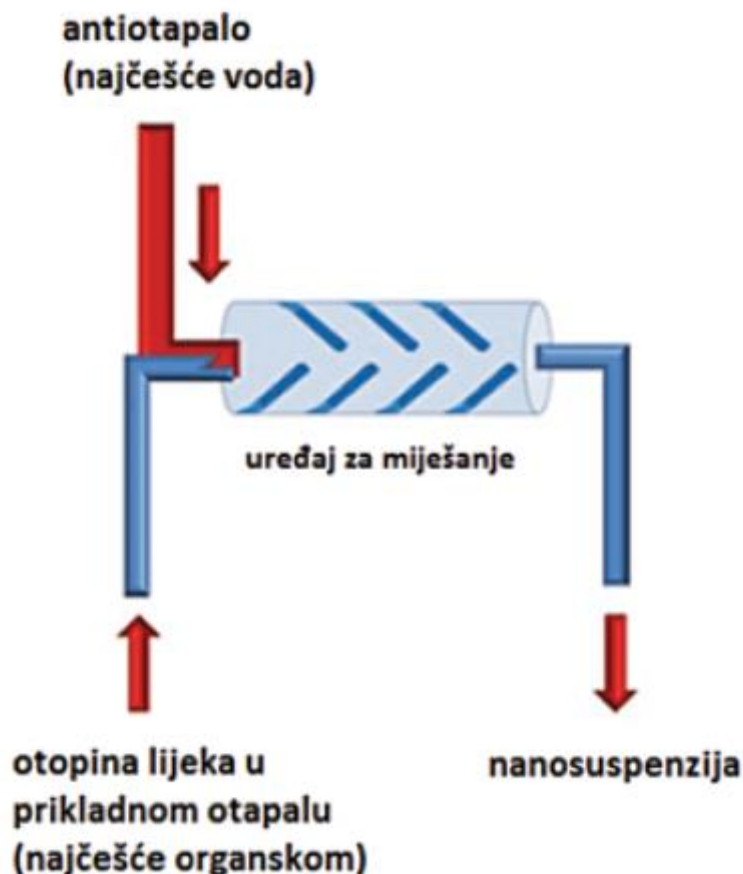 antiotapalo
(najčešće voda)
uređaj za miješanje
otopina lijeka u
prikladnom otapalu
(najčešće organskom)
nanosuspenzija